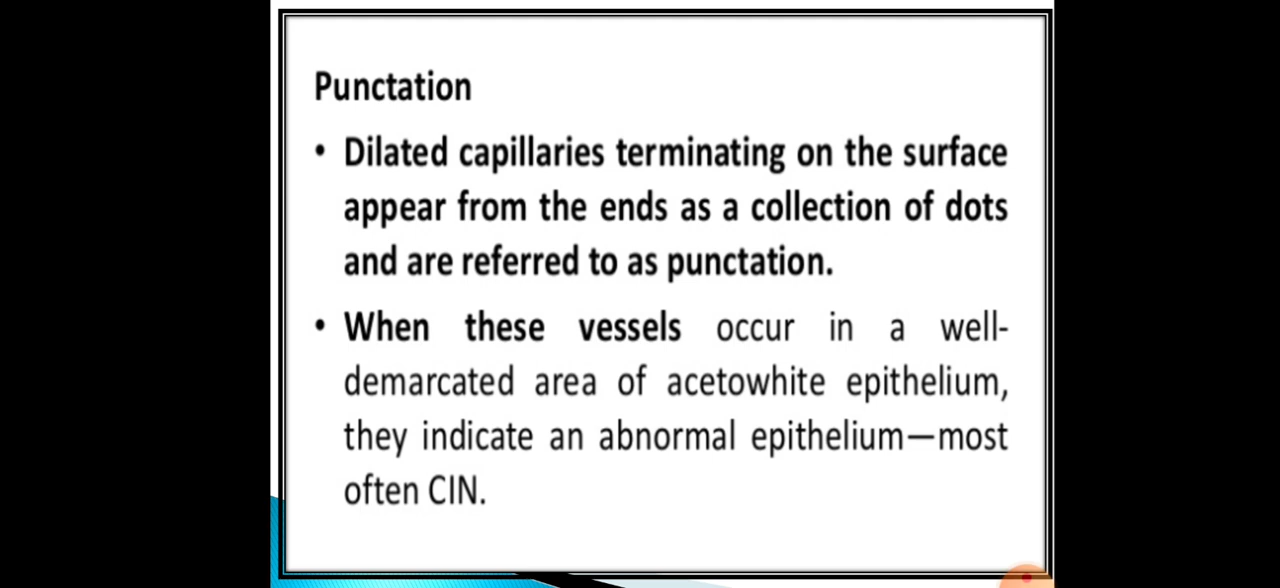 Punctation
• Dilated capillaries terminating on the surface
appear from the ends as a collection of dots
and are referred to as punctation.
• When these vessels occur in a well-
demarcated area of acetowhite epithelium,
they indicate an abnormal epithelium—most
often CIN.